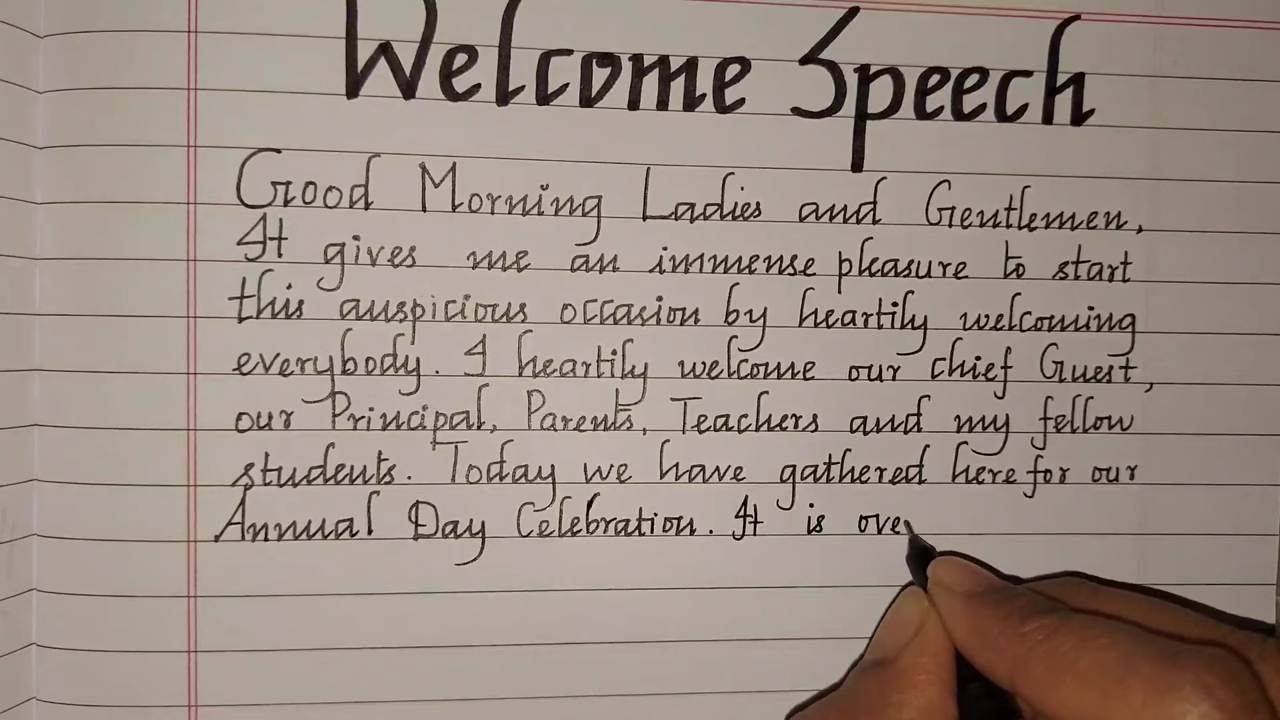 Welcome Speech
Good Morning Ladies and Gentlemen,
It gives me an immense pleasure to start
this auspicious occasion by heartily welcoming
everybody. I heartily welcome our chief Guest,
our Principal, Parents, Teachers and my fellow
students. Today we have gathered here for our
Annual Day Celebration. It is ove